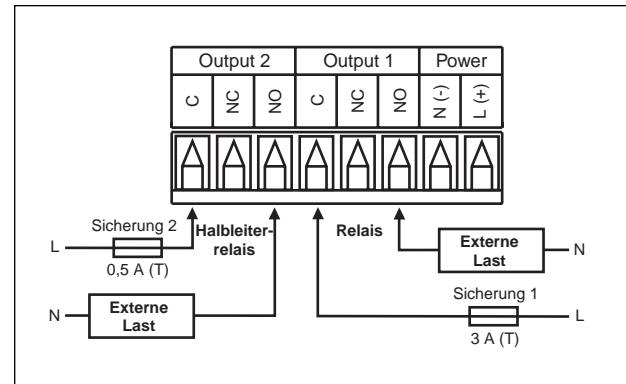 Output 2 Output 1 Power
C NC NO C NC NO N (-) L (+)
Sicherung 2
L
0,5 A (T)
Halbleiter-
relais
Relais
Externe
Last
N
N
Externe
Last
Sicherung 1
L
3 A (T)